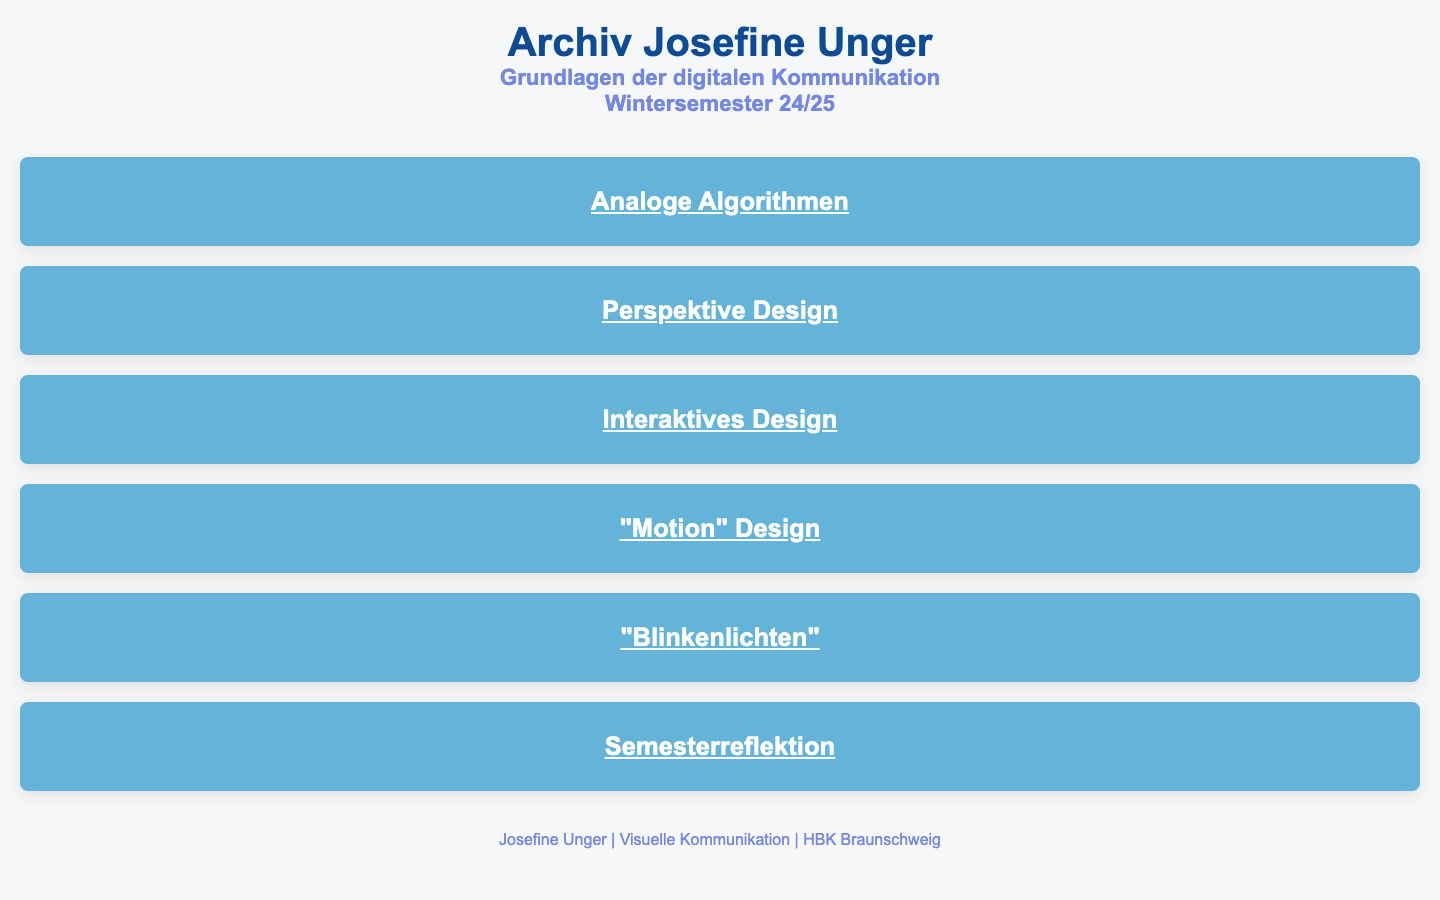 Archiv Josefine Unger
Grundlagen der digitalen Kommunikation
Wintersemester 24/25
Analoge Algorithmen
Perspektive Design
Interaktives Design
"Motion" Design
"Blinkenlichten"
Semesterreflektion
Josefine Unger | Visuelle Kommunikation | HBK Braunschweig